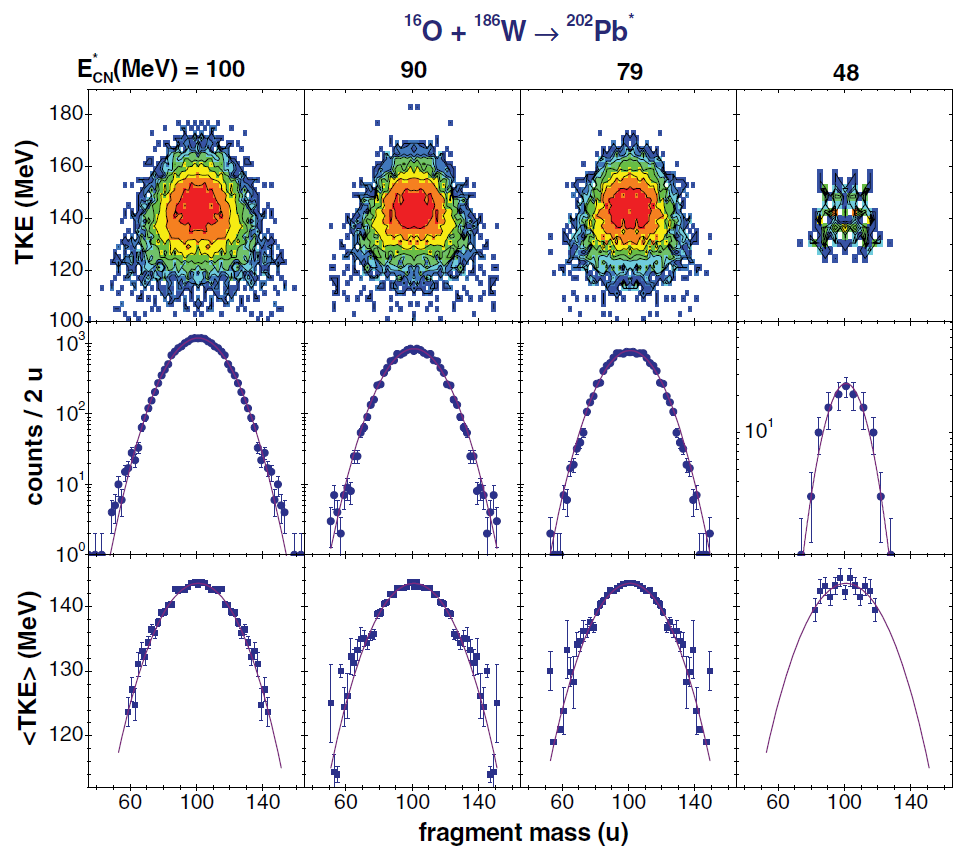 ¹⁶O + ¹⁸⁶W → ²⁰²Pb*
E*CN(MeV) = 100 90 79 48
TKE (MeV)
180
160
140
120
100
counts / 2 u
10³
10²
10¹
10⁰
10¹
<TKE> (MeV)
140
130
120
60 100 140 60 100 140 60 100 140 60 100 140
fragment mass (u)